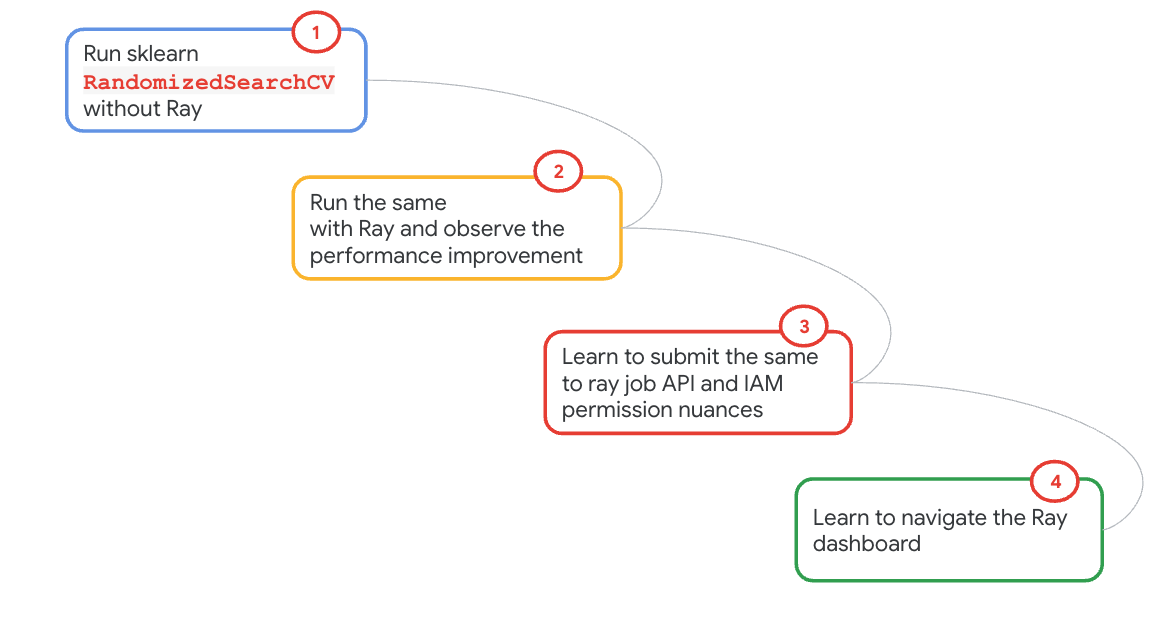 1
Run sklearn
RandomizedSearchCV
without Ray
2
Run the same
with Ray and observe the
performance improvement
3
Learn to submit the same
to ray job API and IAM
permission nuances
4
Learn to navigate the Ray
dashboard